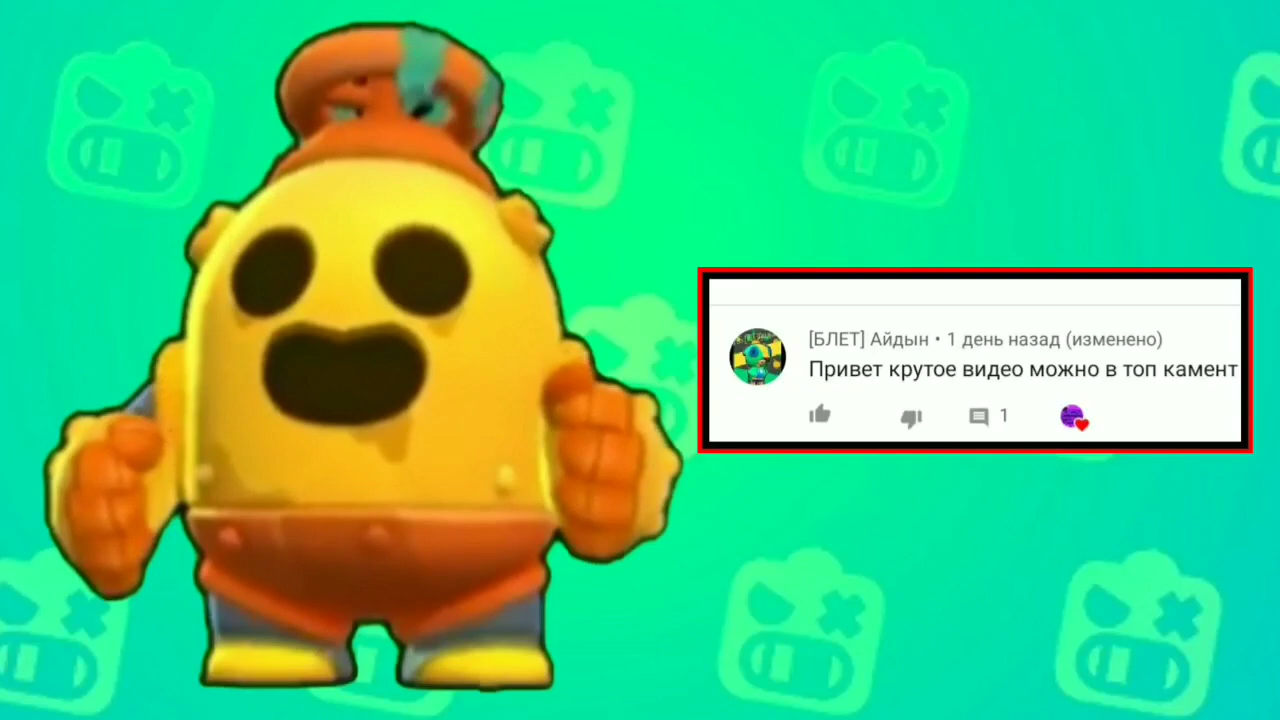 [БЛЕТ] Айдын • 1 день назад (изменено)
Привет крутое видео можно в топ камент
1